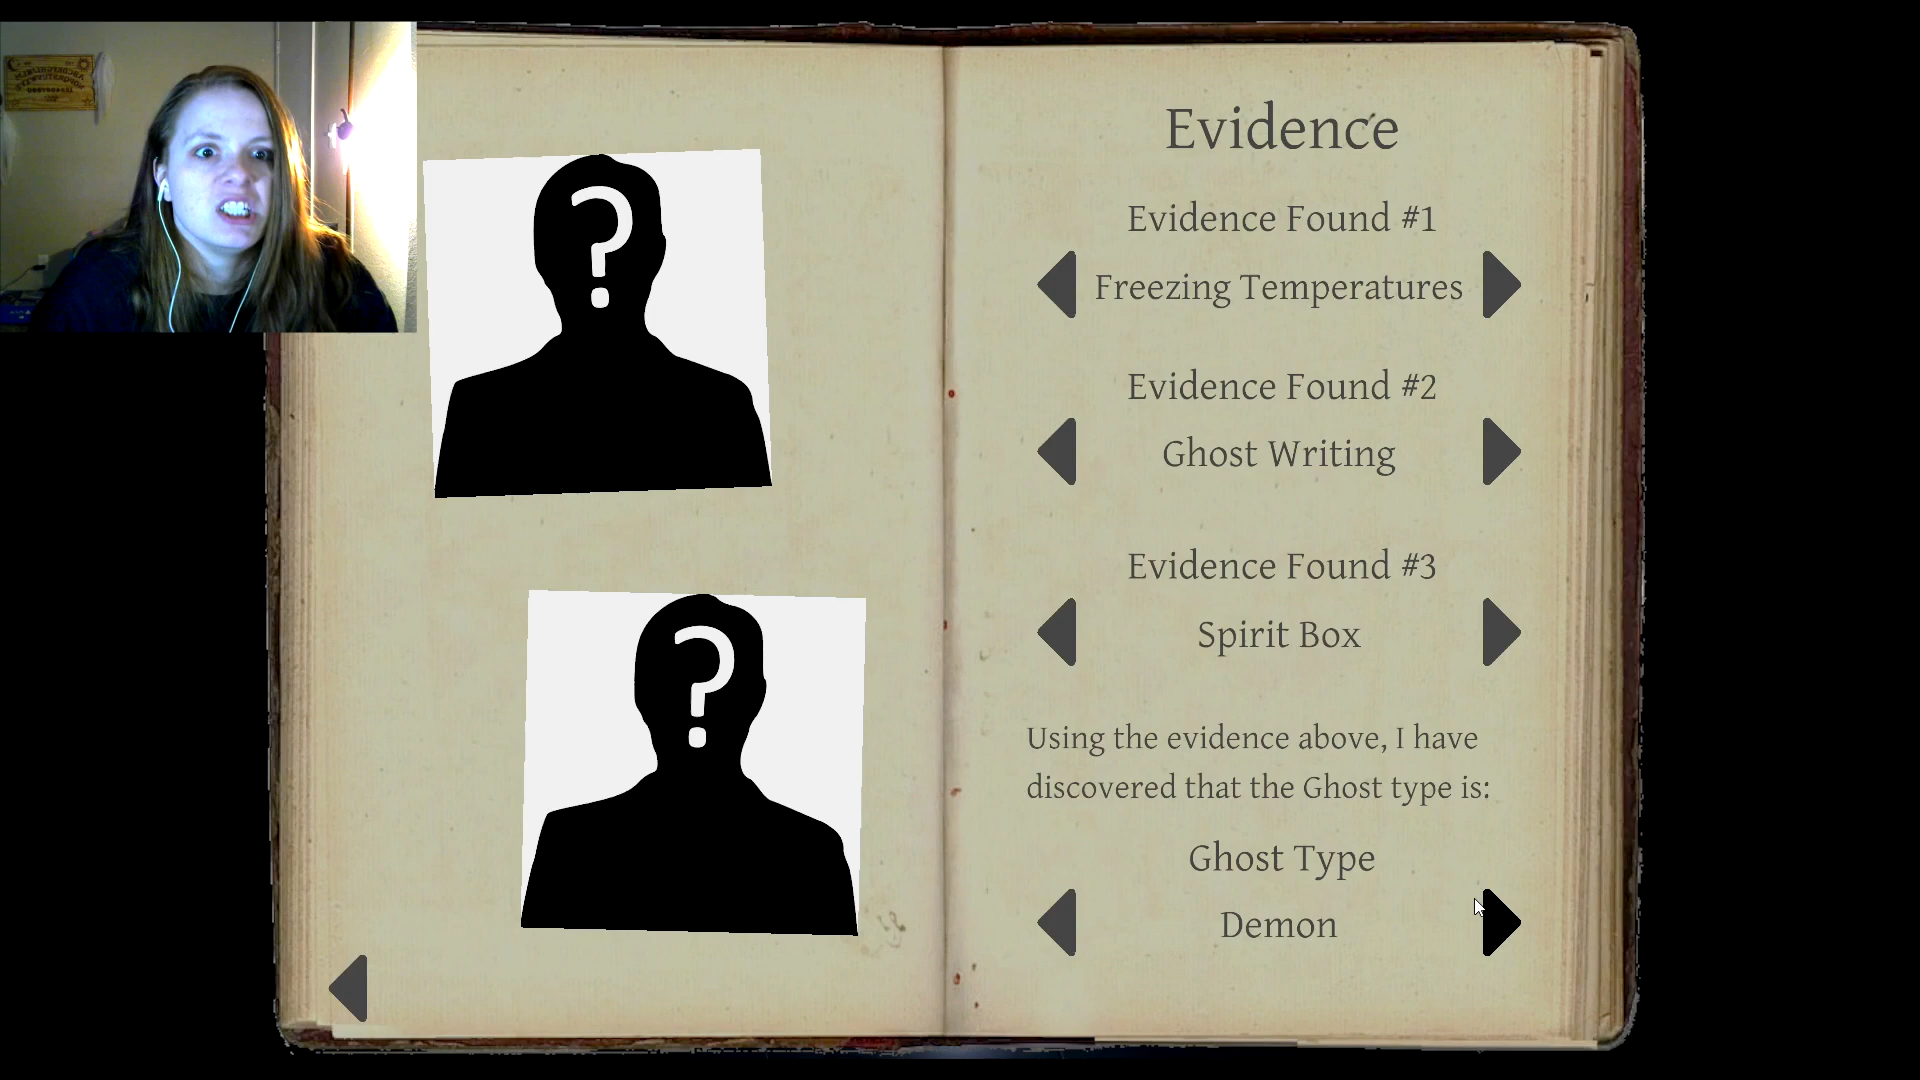 Evidence
Evidence Found #1
Freezing Temperatures
Evidence Found #2
Ghost Writing
Evidence Found #3
Spirit Box
Using the evidence above, I have
discovered that the Ghost type is:
Ghost Type
Demon
?
?